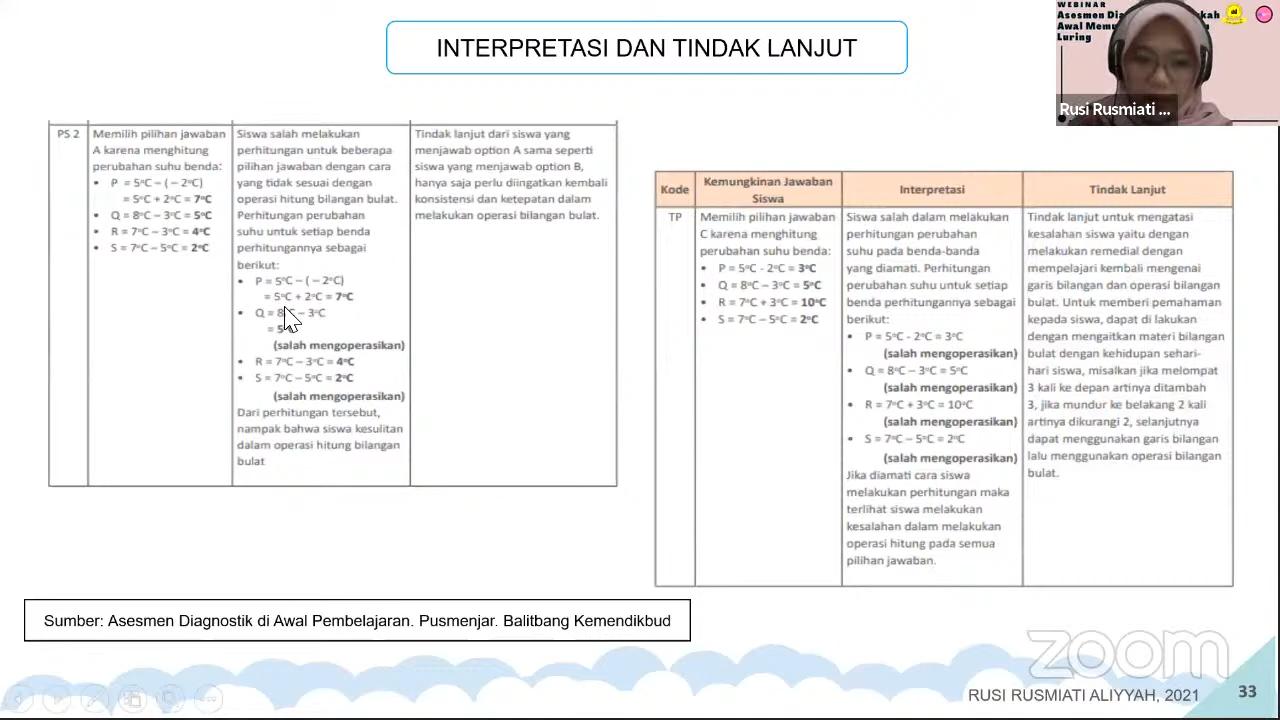 INTERPRETASI DAN TINDAK LANJUT
WEBINAR
Asesmen
Awal
Luring
Rusi Rusmiati ...
PS 2
Memilih pilihan jawaban
A karena menghitung
perubahan suhu benda:
• P = 5°C – ( – 2°C)
= 5°C + 2°C = 7°C
• Q = 8°C – 3°C = 5°C
• R = 7°C – 3°C = 4°C
• S = 7°C – 5°C = 2°C
Siswa salah melakukan
perhitungan untuk beberapa
pilihan jawaban dengan cara
yang tidak sesuai dengan
operasi hitung bilangan bulat.
Perhitungan perubahan
suhu untuk setiap benda
perhitungannya sebagai
berikut:
• P = 5°C – ( – 2°C)
= 5°C + 2°C = 7°C
• Q = 8°C – 3°C
= 5
(salah mengoperasikan)
• R = 7°C – 3°C = 4°C
• S = 7°C – 5°C = 2°C
(salah mengoperasikan)
Dari perhitungan tersebut,
nampak bahwa siswa kesulitan
dalam operasi hitung bilangan
bulat
Tindak lanjut dari siswa yang
menjawab option A sama seperti
siswa yang menjawab option B,
hanya saja perlu diingatkan kembali
konsistensi dan ketepatan dalam
melakukan operasi bilangan bulat.
Kode
Kemungkinan Jawaban
Siswa
Interpretasi
Tindak Lanjut
TP
Memilih pilihan jawaban
C karena menghitung
perubahan suhu benda:
• P = 5°C - 2°C = 3°C
• Q = 8°C – 3°C = 5°C
• R = 7°C + 3°C = 10°C
• S = 7°C – 5°C = 2°C
Siswa salah dalam melakukan
perhitungan perubahan
suhu pada benda-benda
yang diamati. Perhitungan
perubahan suhu untuk setiap
benda perhitungannya sebagai
berikut:
• P = 5°C - 2°C = 3°C
(salah mengoperasikan)
• Q = 8°C – 3°C = 5°C
(salah mengoperasikan)
• R = 7°C + 3°C = 10°C
(salah mengoperasikan)
• S = 7°C – 5°C = 2°C
(salah mengoperasikan)
Jika diamati cara siswa
melakukan perhitungan maka
terlihat siswa melakukan
kesalahan dalam melakukan
operasi hitung pada semua
pilihan jawaban.
Tindak lanjut untuk mengatasi
kesalahan siswa yaitu dengan
melakukan remedial dengan
mempelajari kembali mengenai
garis bilangan dan operasi bilangan
bulat. Untuk memberi pemahaman
kepada siswa, dapat di lakukan
dengan mengaitkan materi bilangan
bulat dengan kehidupan sehari-
hari siswa, misalkan jika melompat
3 kali ke depan artinya ditambah
3, jika mundur ke belakang 2 kali
artinya dikurangi 2, selanjutnya
dapat menggunakan garis bilangan
lalu menggunakan operasi bilangan
bulat.
Sumber: Asesmen Diagnostik di Awal Pembelajaran. Pusmenjar. Balitbang Kemendikbud
zoom
RUSI RUSMIATI ALIYYAH, 2021
33